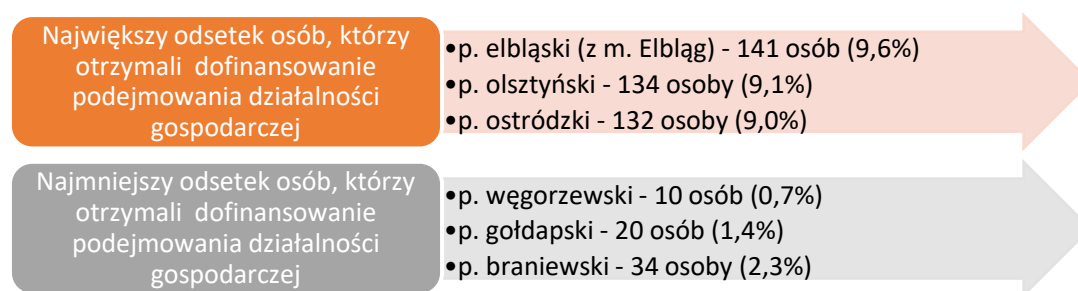 Największy odsetek osób, którzy
otrzymali dofinansowanie
podejmowania działalności
gospodarczej
•p. elbląski (z m. Elbląg) - 141 osób (9,6%)
•p. olsztyński - 134 osoby (9,1%)
•p. ostródzki - 132 osoby (9,0%)
Najmniejszy odsetek osób, którzy
otrzymali dofinansowanie
podejmowania działalności
gospodarczej
•p. węgorzewski - 10 osób (0,7%)
•p. gołdapski - 20 osób (1,4%)
•p. braniewski - 34 osoby (2,3%)